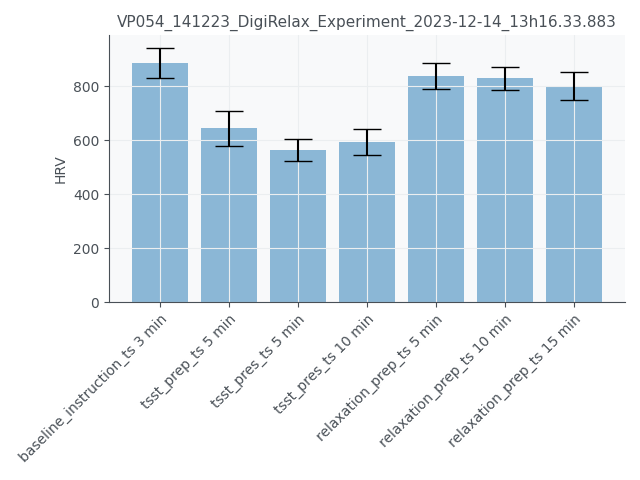 VP054_141223_DigiRelax_Experiment_2023-12-14_13h16.33.883
HRV
800
600
400
200
0
baseline_instruction_ts 3 min
tsst_prep_ts 5 min
tsst_pres_ts 5 min
tsst_pres_ts 10 min
relaxation_prep_ts 5 min
relaxation_prep_ts 10 min
relaxation_prep_ts 15 min